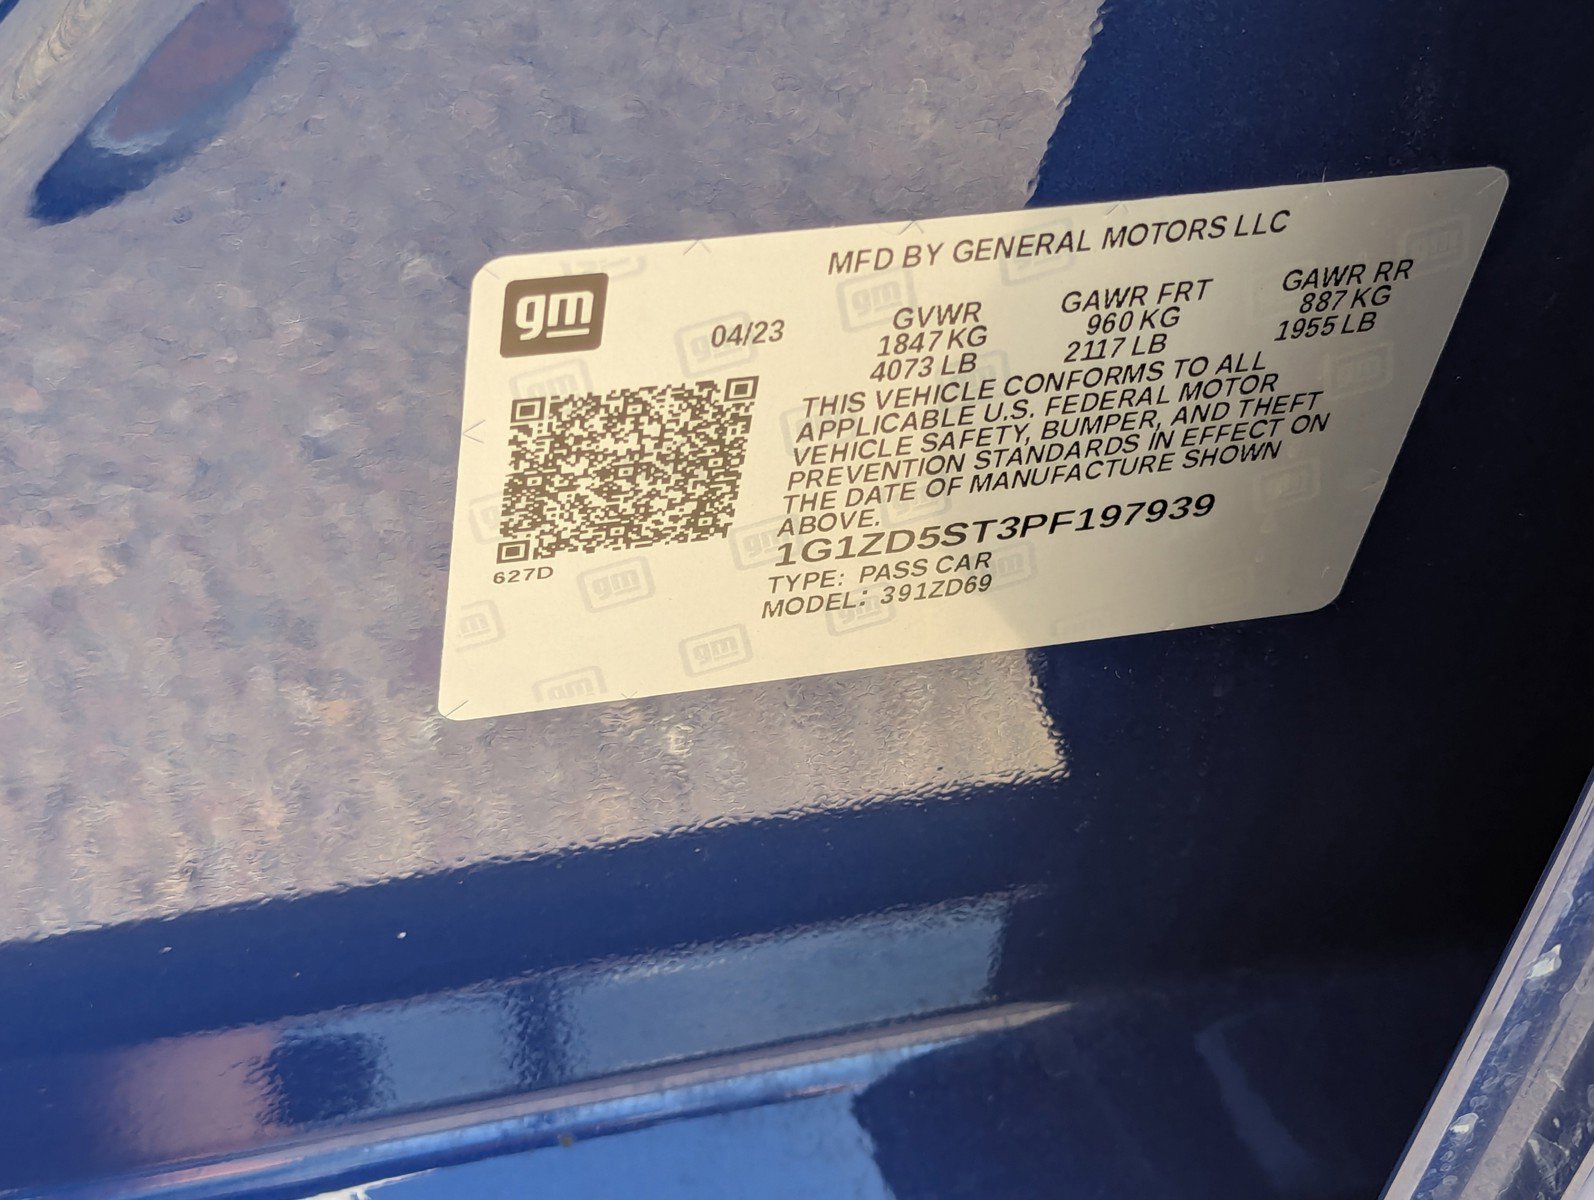 MFD BY GENERAL MOTORS LLC
gm
04/23
GVWR
1847 KG
4073 LB
GAWR FRT
960 KG
2117 LB
GAWR RR
887 KG
1955 LB
THIS VEHICLE CONFORMS TO ALL
APPLICABLE U.S. FEDERAL MOTOR
VEHICLE SAFETY, BUMPER, AND THEFT
PREVENTION STANDARDS IN EFFECT ON
THE DATE OF MANUFACTURE SHOWN
ABOVE.
1G1ZD5ST3PF197939
TYPE: PASS CAR
MODEL: 391ZD69
627D